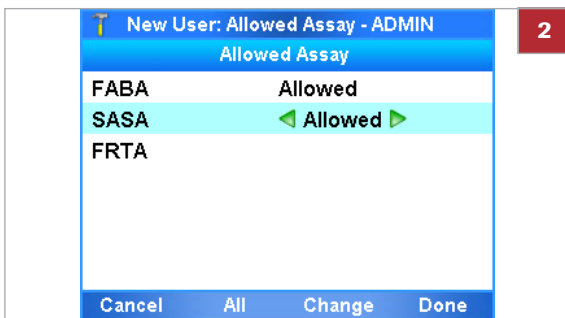 New User: Allowed Assay - ADMIN
2
Allowed Assay
FABA Allowed
SASA Allowed
FRTA
Cancel All Change Done